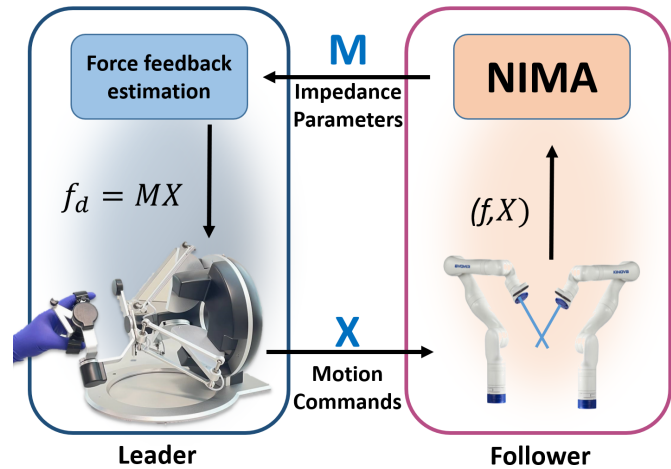 Force feedback
estimation
M
Impedance
Parameters
NIMA
f_d = MX
(f,X)
X
Motion
Commands
Leader
Follower